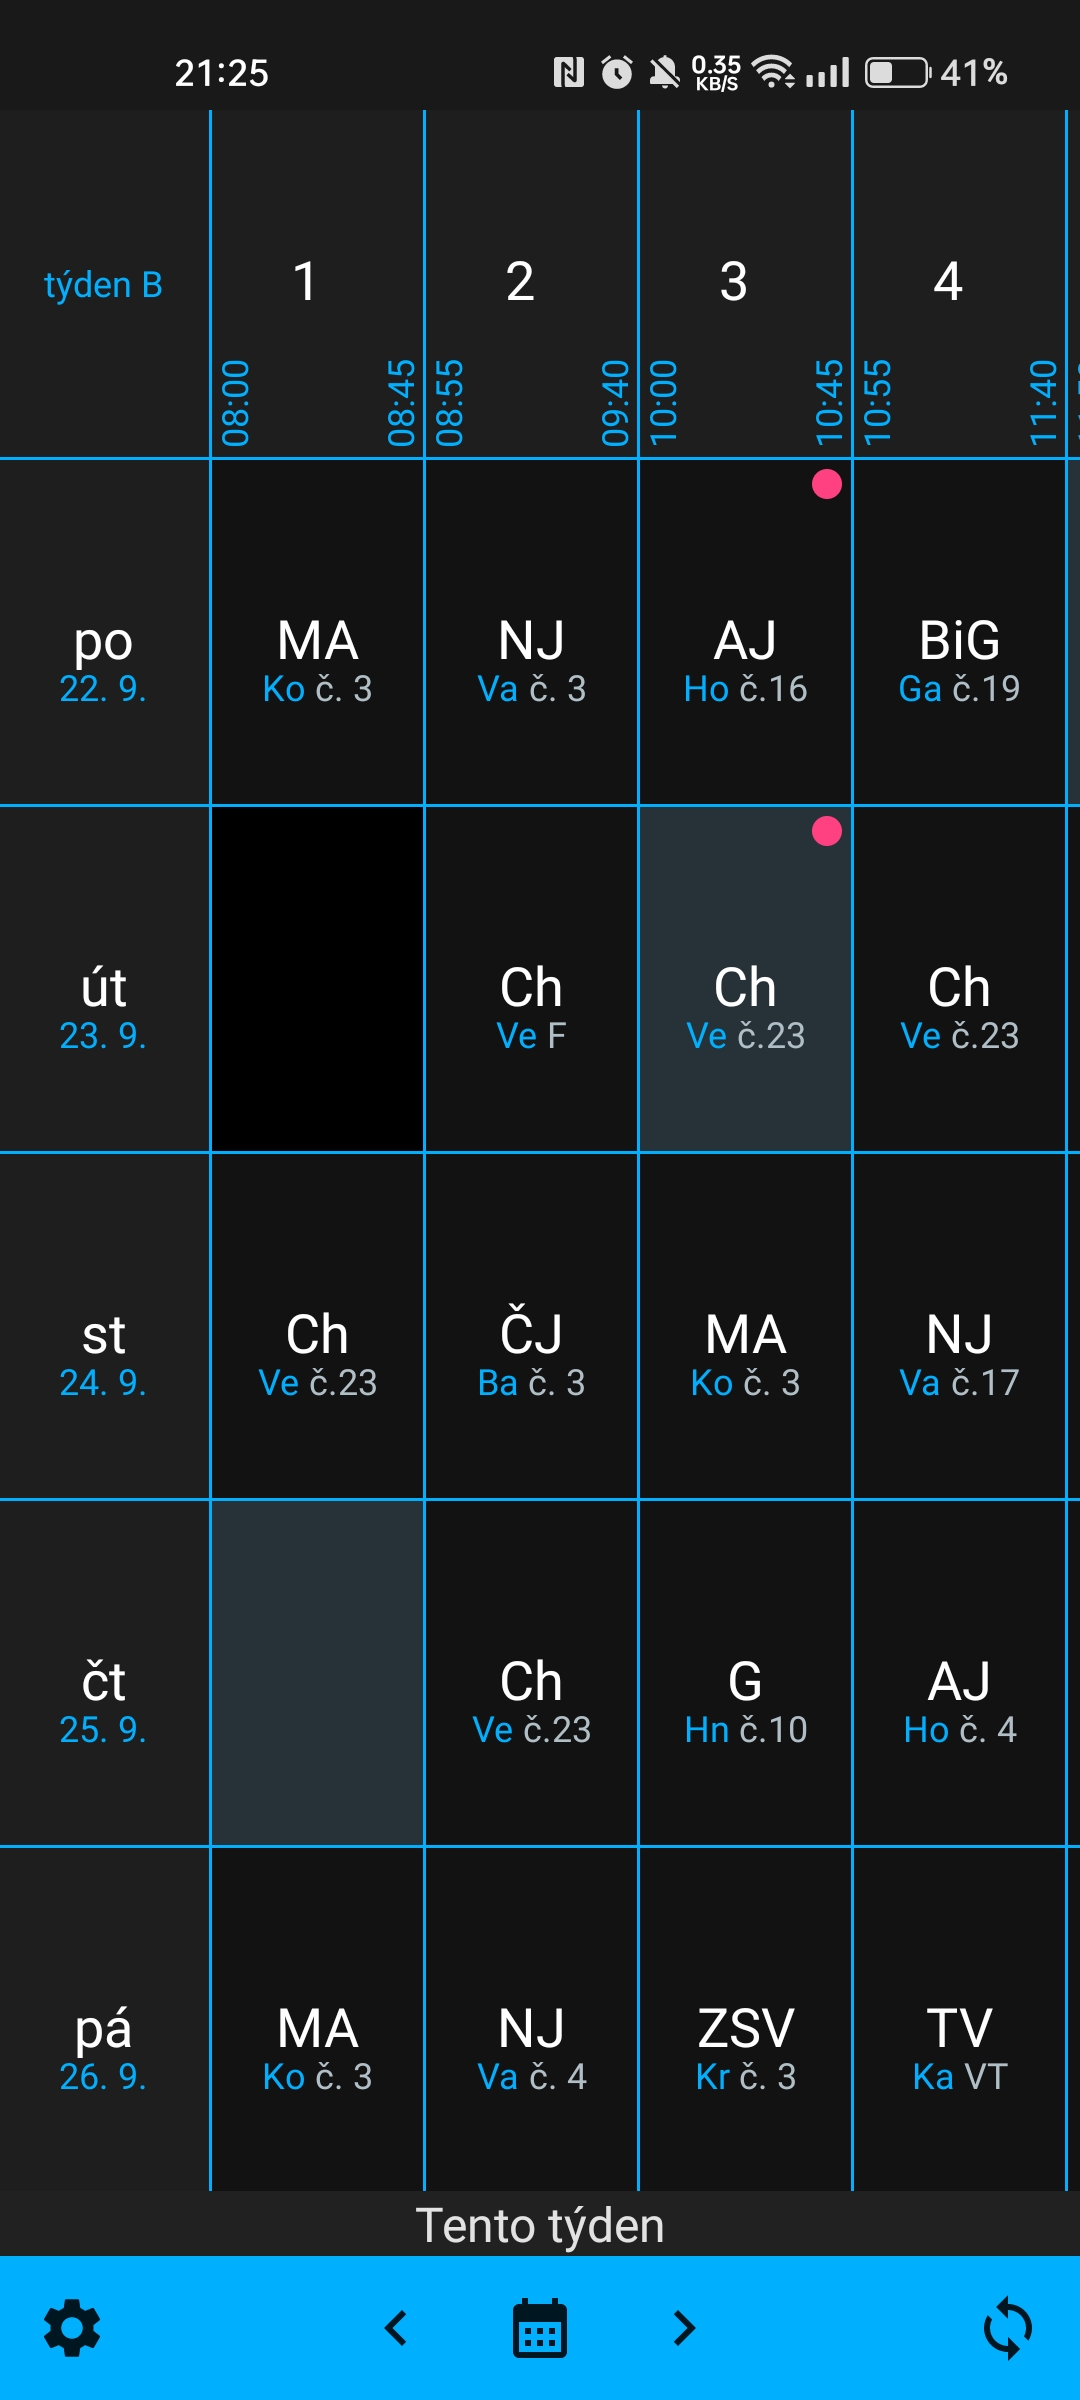 21:25
0.35
KB/S
41%
týden B
1
2
3
4
08:00
08:45
08:55
09:40
10:00
10:45
10:55
11:40
po
22. 9.
MA
Ko č. 3
NJ
Va č. 3
AJ
Ho č.16
BiG
Ga č.19
út
23. 9.
Ch
Ve F
Ch
Ve č.23
Ch
Ve č.23
st
24. 9.
Ch
Ve č.23
ČJ
Ba č. 3
MA
Ko č. 3
NJ
Va č.17
čt
25. 9.
Ch
Ve č.23
G
Hn č.10
AJ
Ho č. 4
pá
26. 9.
MA
Ko č. 3
NJ
Va č. 4
ZSV
Kr č. 3
TV
Ka VT
Tento týden